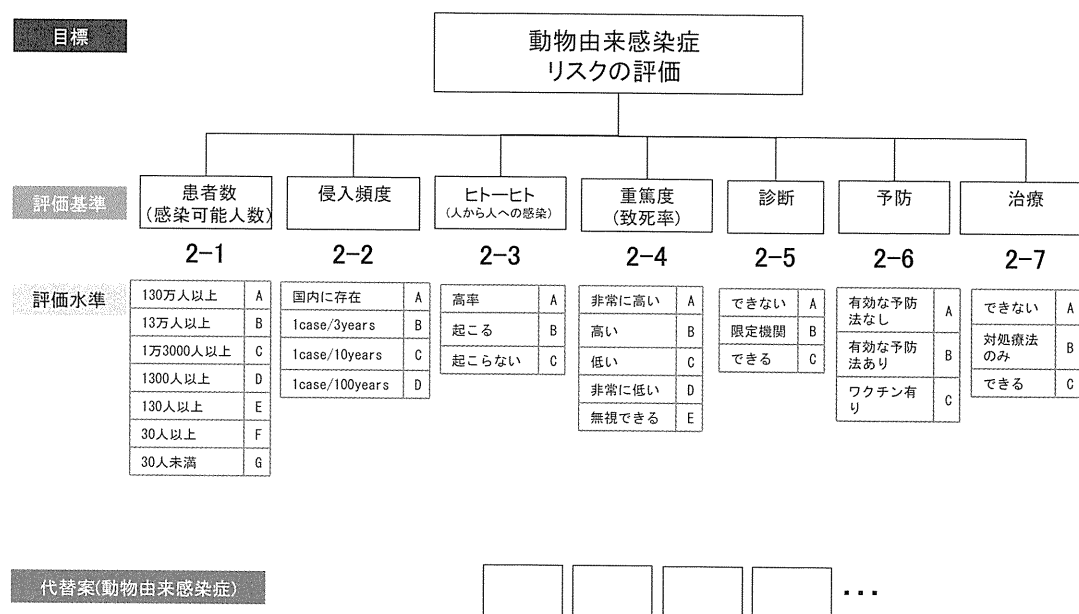 目標
動物由来感染症
リスクの評価
評価基準
患者数
(感染可能人数)
侵入頻度
ヒトーヒト
(人から人への感染)
重篤度
(致死率)
診断
予防
治療
2-1
2-2
2-3
2-4
2-5
2-6
2-7
評価水準
130万人以上 A
13万人以上 B
1万3000人以上 C
1300人以上 D
130人以上 E
30人以上 F
30人未満 G
国内に存在 A
1case/3years B
1case/10years C
1case/100years D
高率 A
起こる B
起こらない C
非常に高い A
高い B
低い C
非常に低い D
無視できる E
できない A
限定機関 B
できる C
有効な予防
法なし A
有効な予防
法あり B
ワクチン有
り C
できない A
対処療法
のみ B
できる C
代替案(動物由来感染症)
...